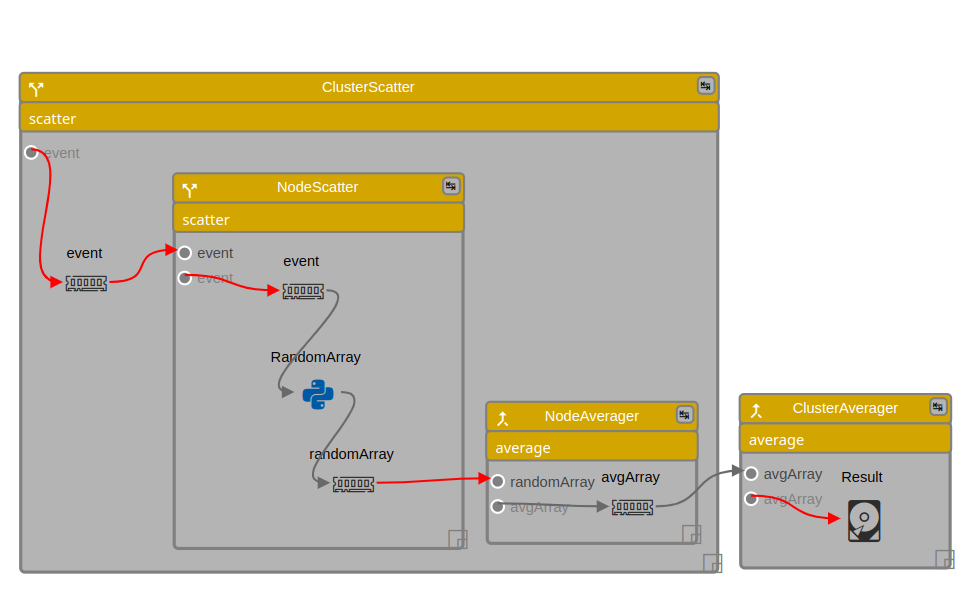 ClusterScatter
scatter
event
event
NodeScatter
scatter
event
event
event
RandomArray
randomArray
NodeAverager
average
randomArray
avgArray
avgArray
ClusterAverager
average
avgArray
avgArray
Result